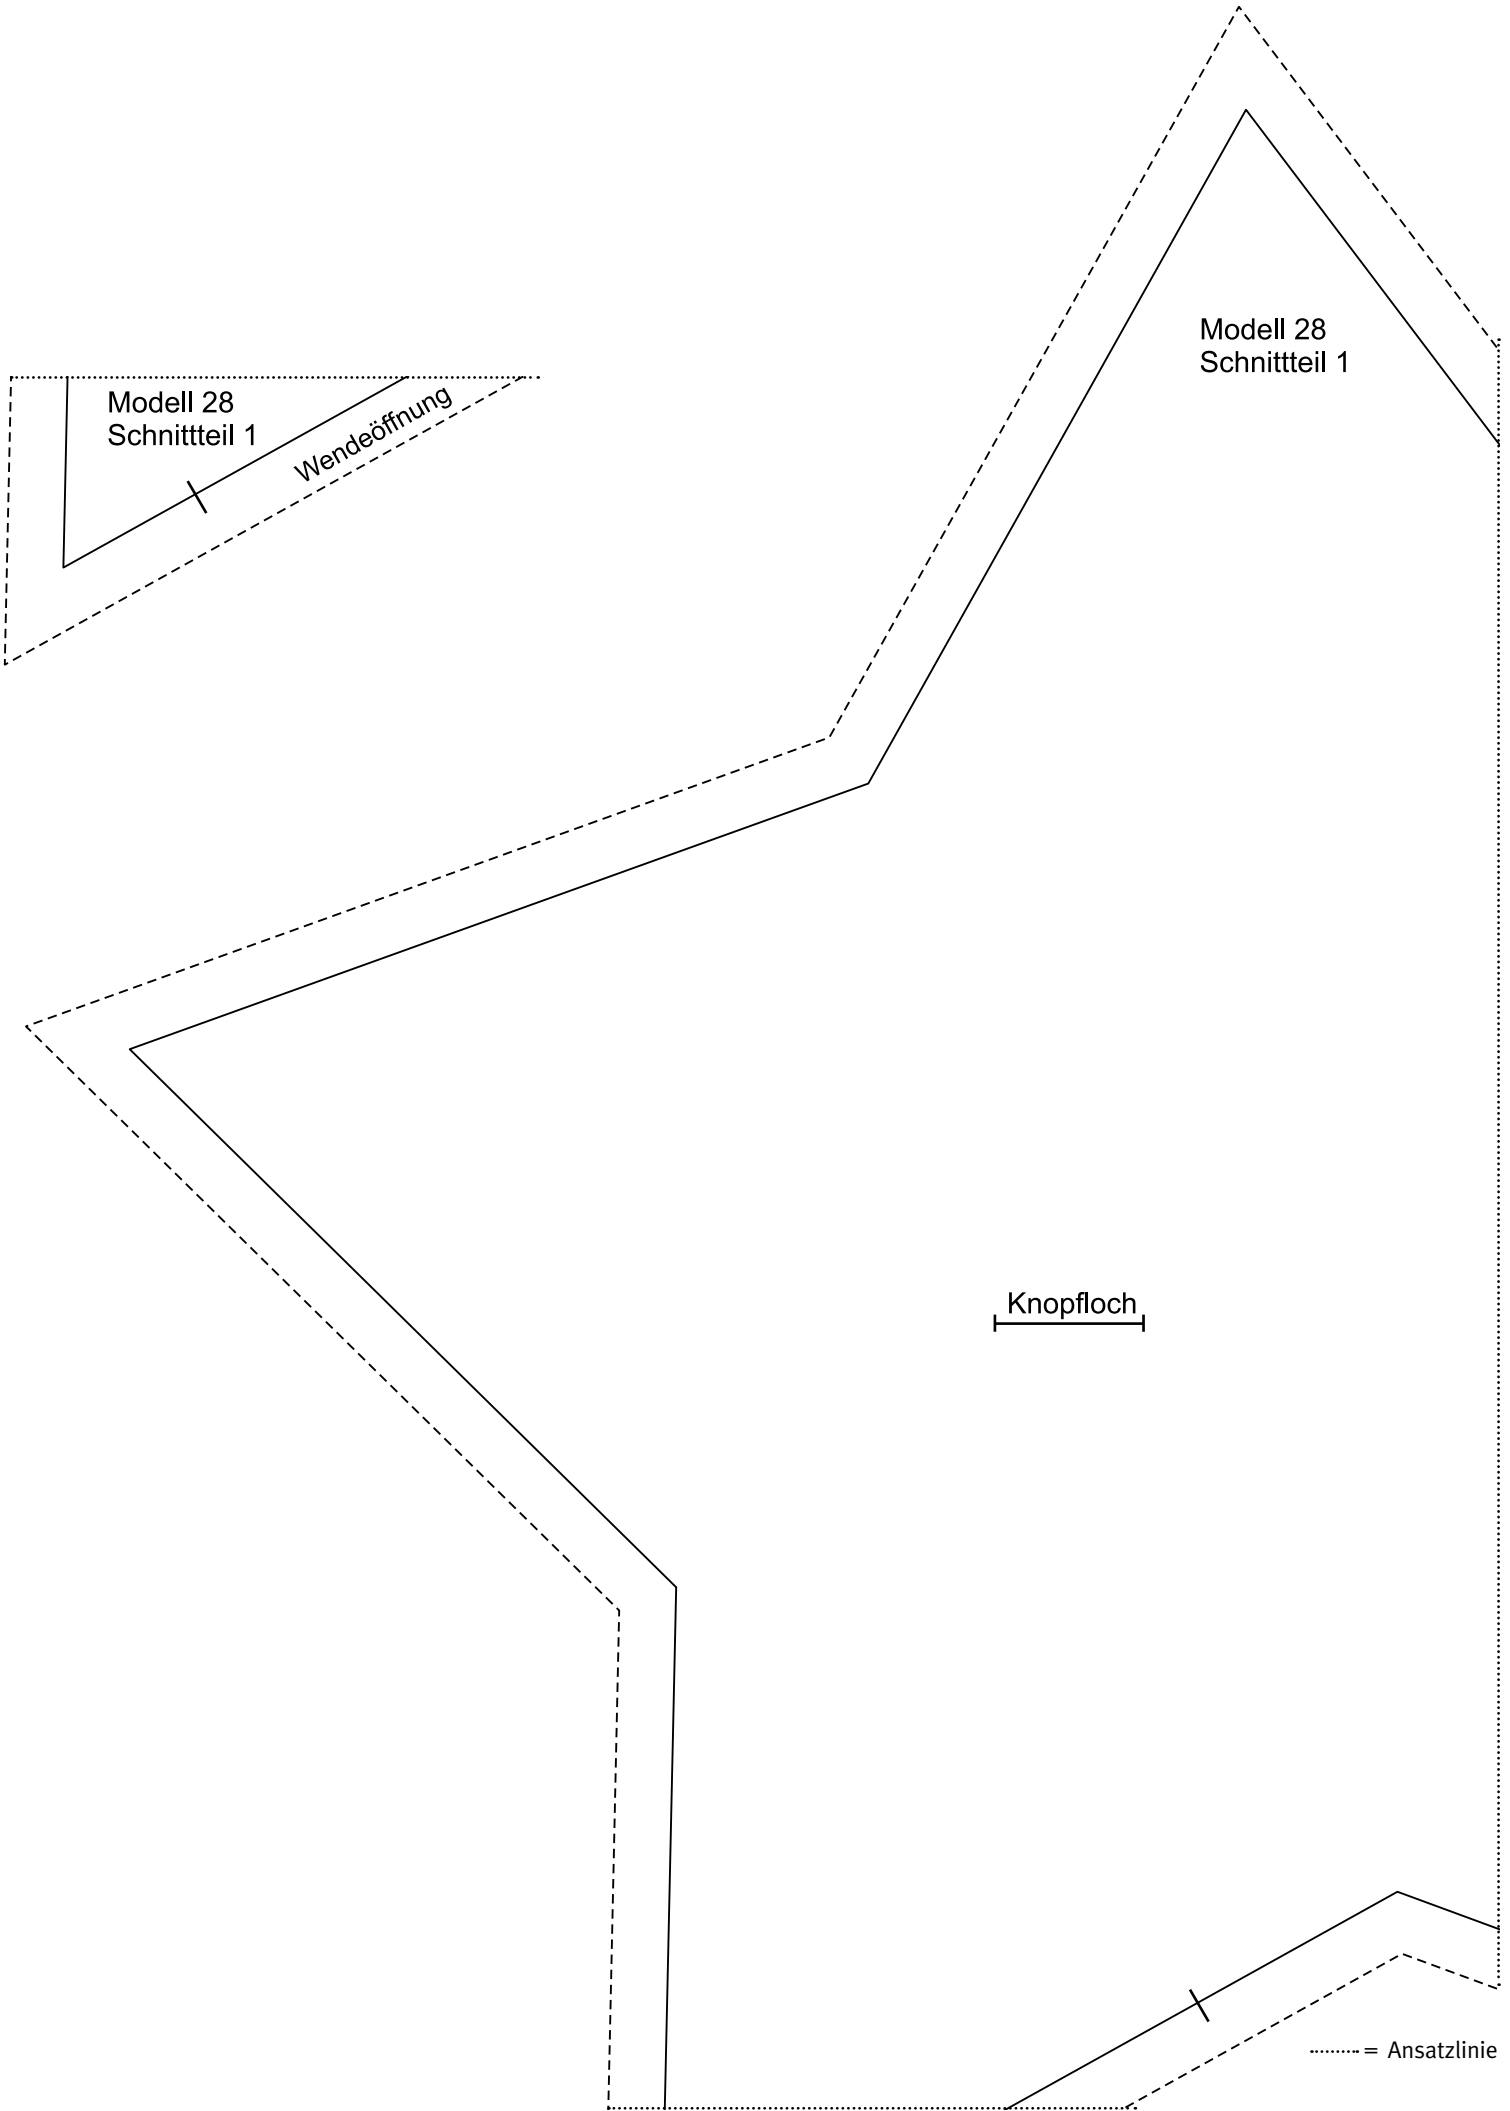 Modell 28
Schnittteil 1
Modell 28
Schnittteil 1
Wendeöffnung
Knopfloch
= Ansatzlinie